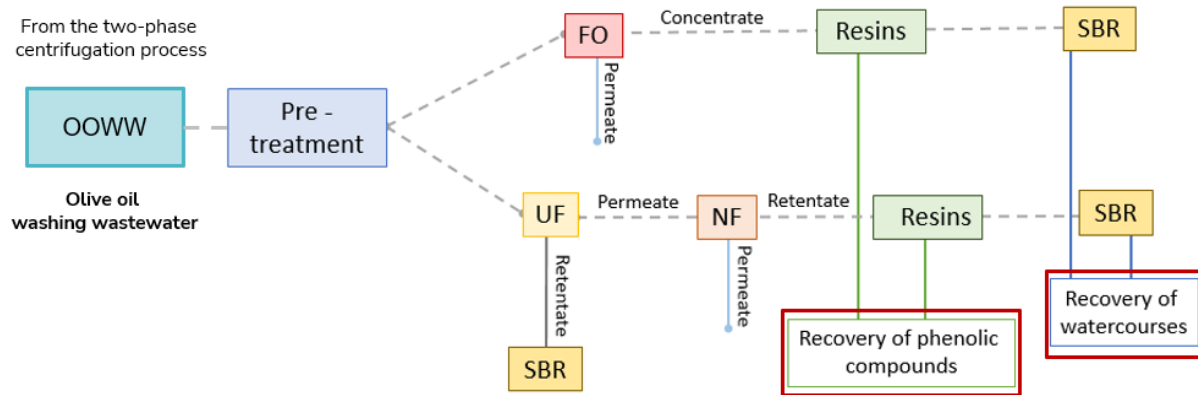 From the two-phase
centrifugation process
OOWW
Olive oil
washing wastewater
Pre -
treatment
FO
Permeate
Concentrate
Resins
SBR
UF
Retentate
SBR
Permeate
NF
Permeate
Retentate
Resins
SBR
Recovery of phenolic
compounds
Recovery of
watercourses